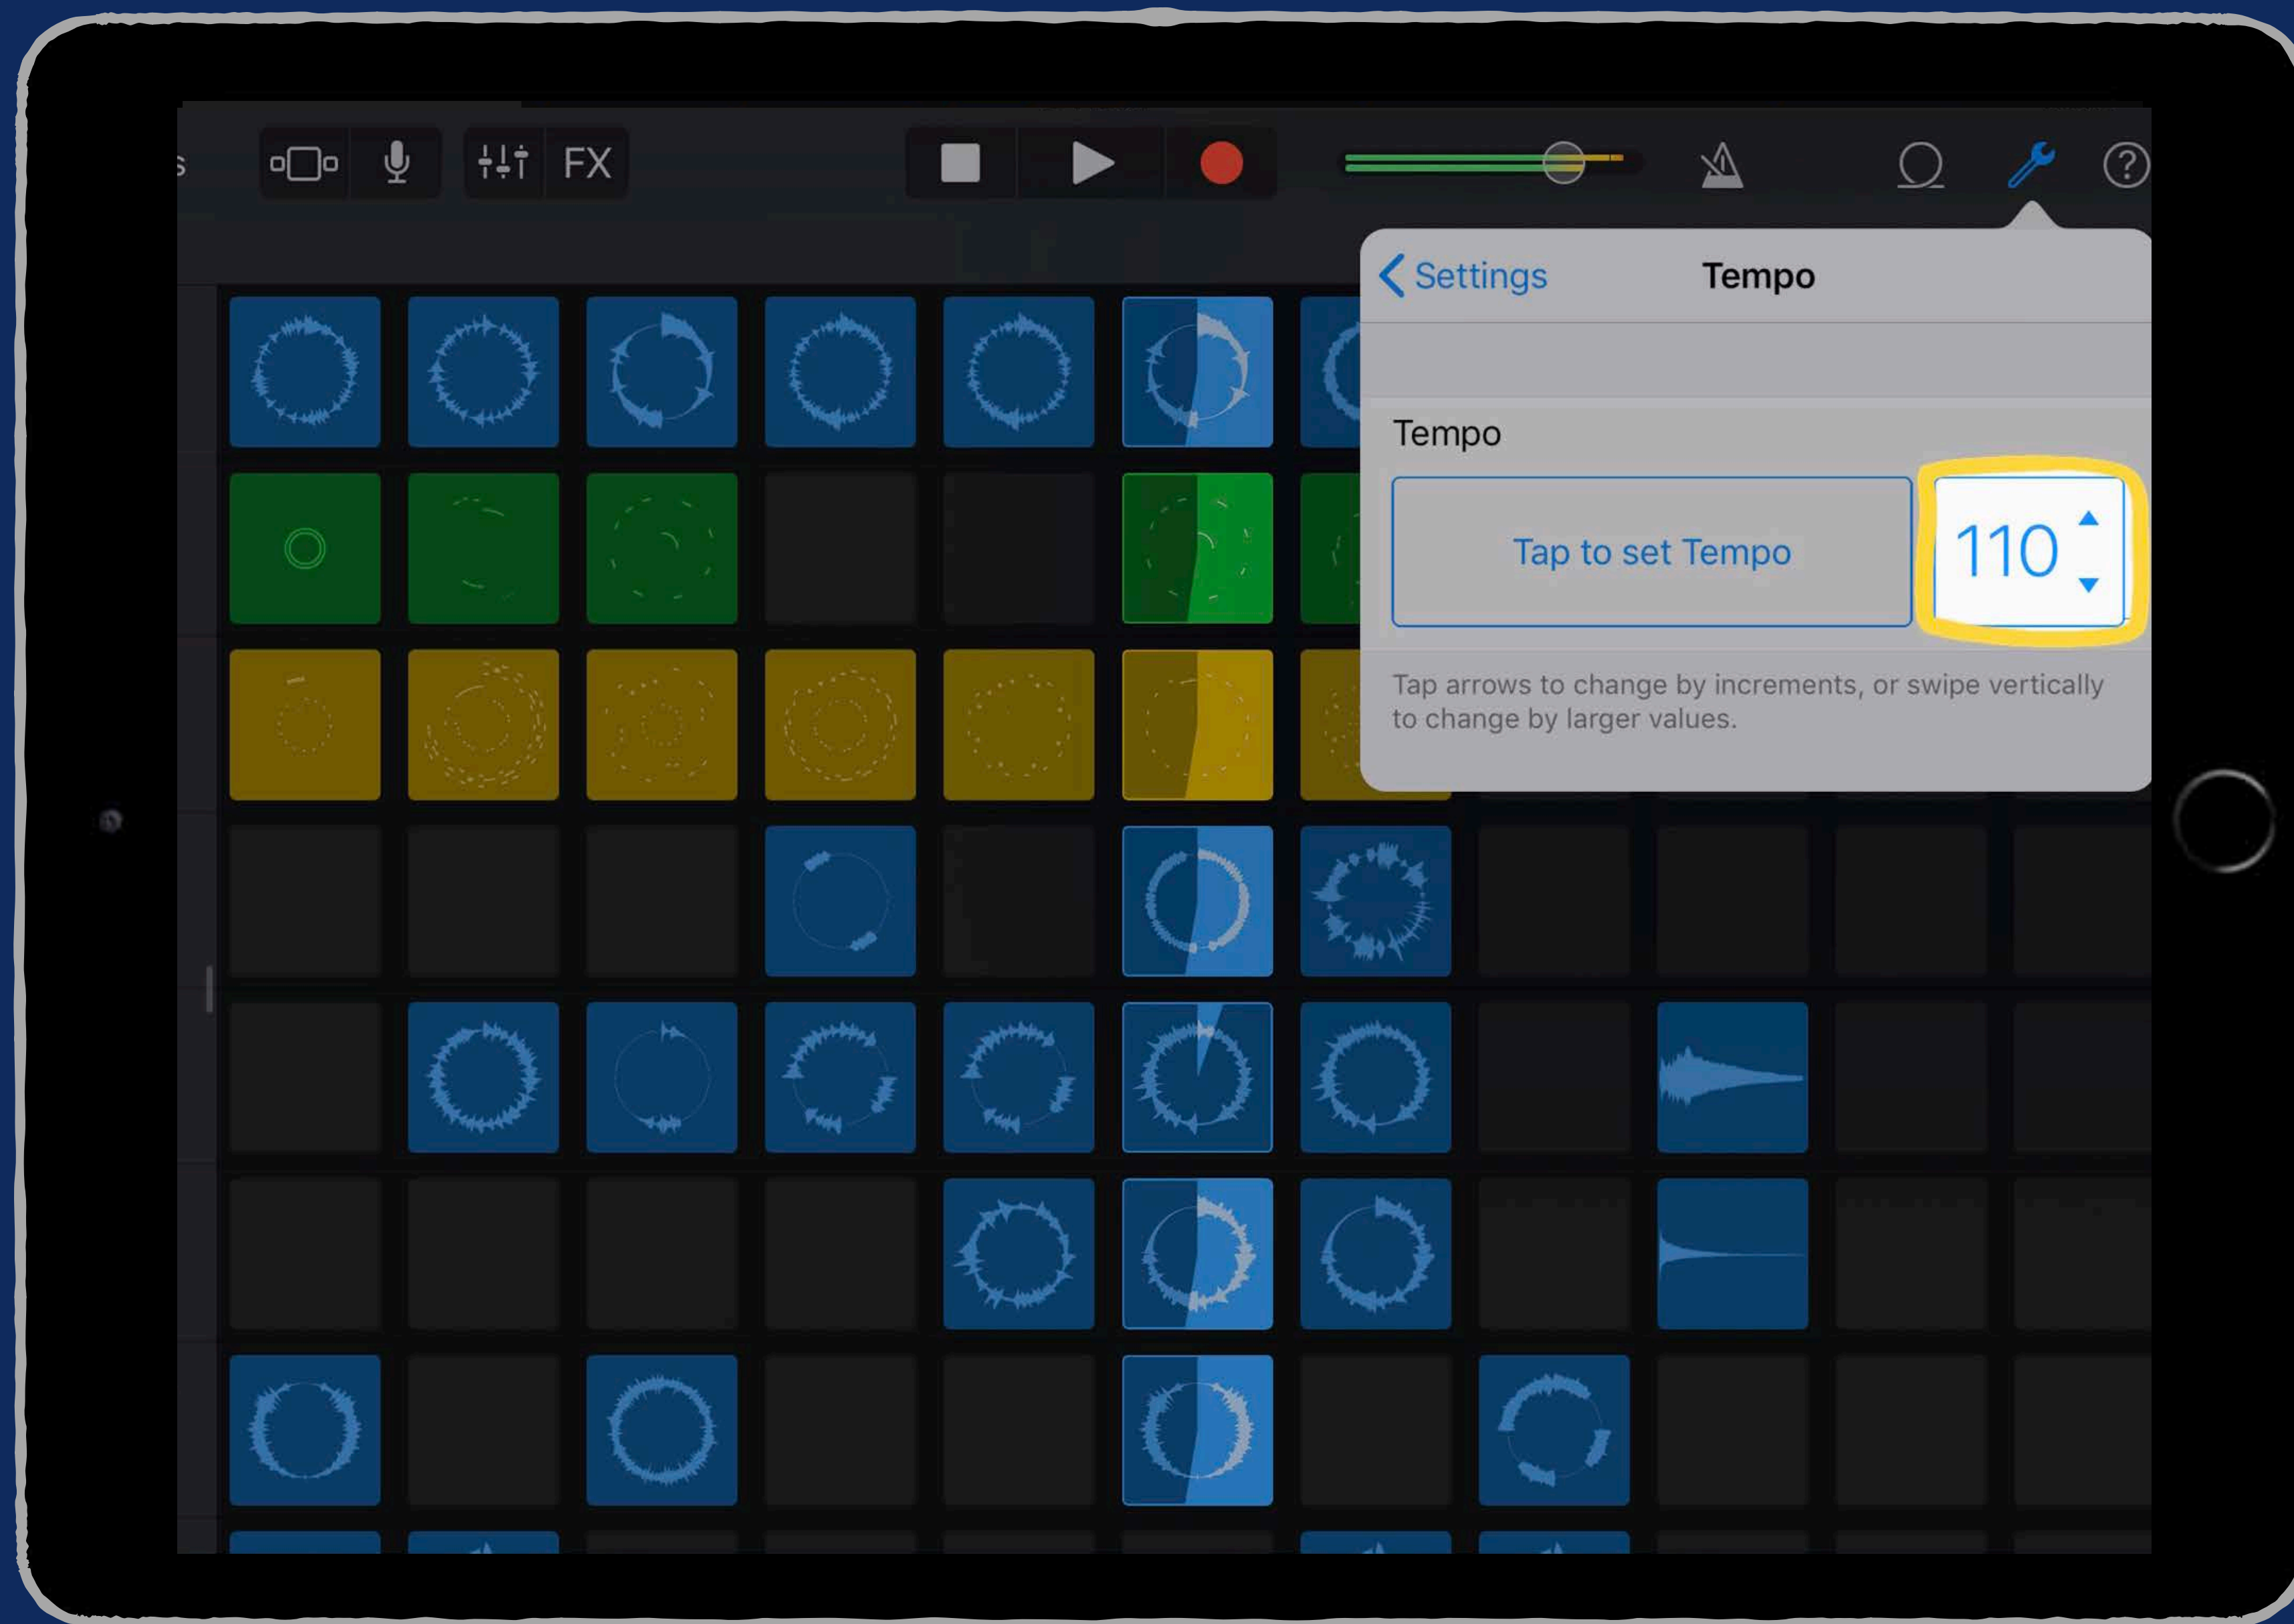 s
FX
?
Settings
Tempo
Tempo
Tap to set Tempo
110
Tap arrows to change by increments, or swipe vertically
to change by larger values.